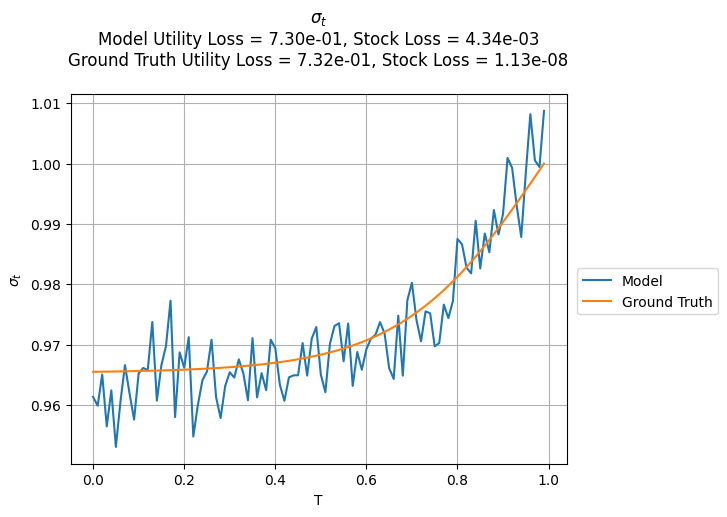 σₜ
Model Utility Loss = 7.30e-01, Stock Loss = 4.34e-03
Ground Truth Utility Loss = 7.32e-01, Stock Loss = 1.13e-08
1.01
1.00
0.99
0.98
0.97
0.96
σₜ
0.0 0.2 0.4 0.6 0.8 1.0
T
Model
Ground Truth